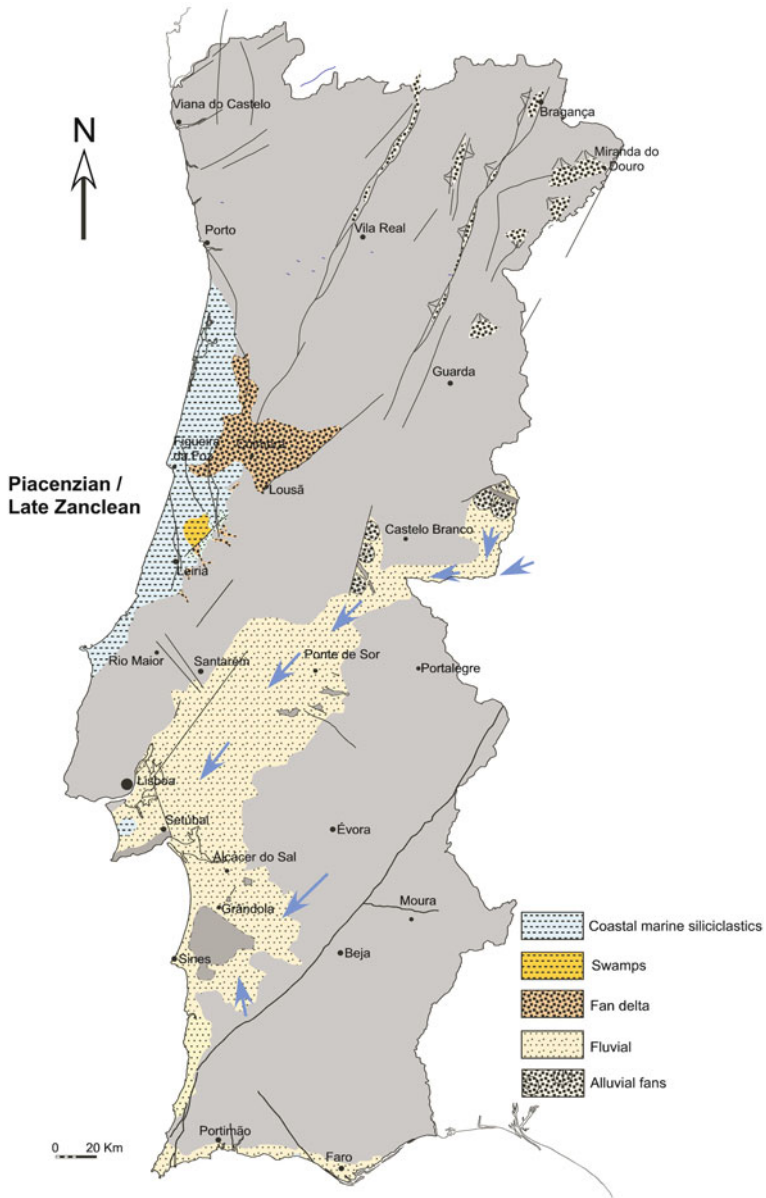 N
Viana do Castelo
Bragança
Miranda do
Douro
Porto
Vila Real
Guarda
Figueira
da Foz
Coimbra
Piacenzian /
Late Zanclean
Lousã
Castelo Branco
Leiria
Rio Maior
Santarém
Ponte de Sor
Portalegre
Lisboa
Setúbal
Évora
Alcácer do Sal
Grândola
Moura
Coastal marine siliciclastics
Beja
Sines
Swamps
Fan delta
Fluvial
Alluvial fans
Portimão
0 20 Km
Faro